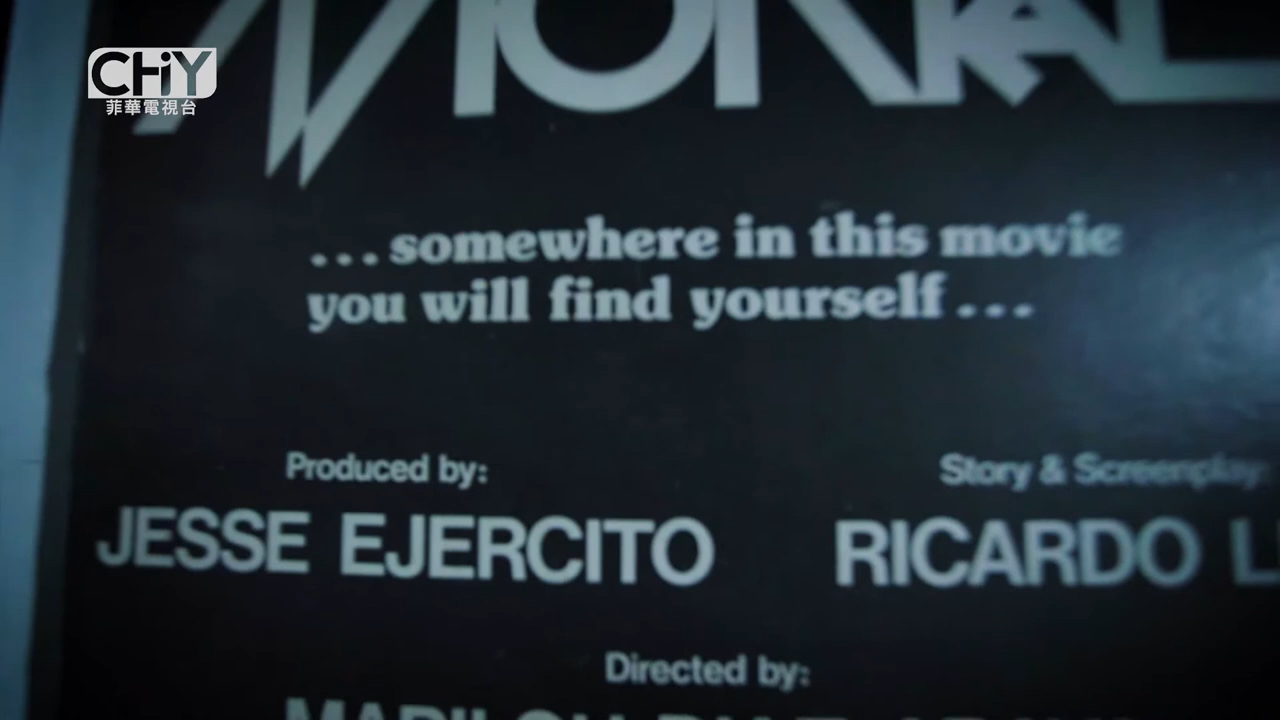 CHiY
菲華電視台
...somewhere in this movie
you will find yourself...
Produced by:
Story & Screenplay:
JESSE EJERCITO
RICARDO
Directed by: